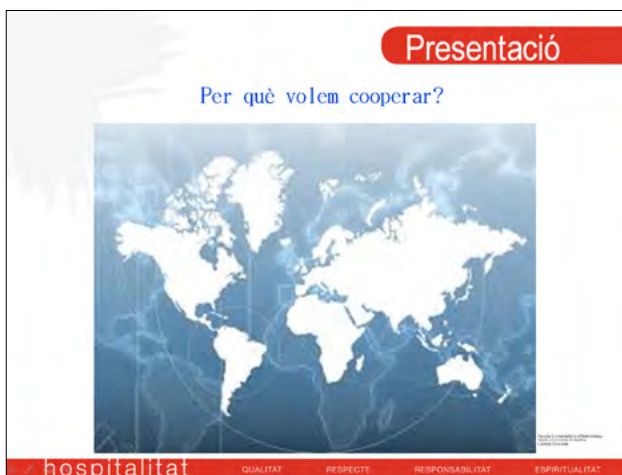 Presentació
Per què volem cooperar?
hospitalitat QUALITAT RESPECTE RESPONSABILITAT ESPIRITUALITAT